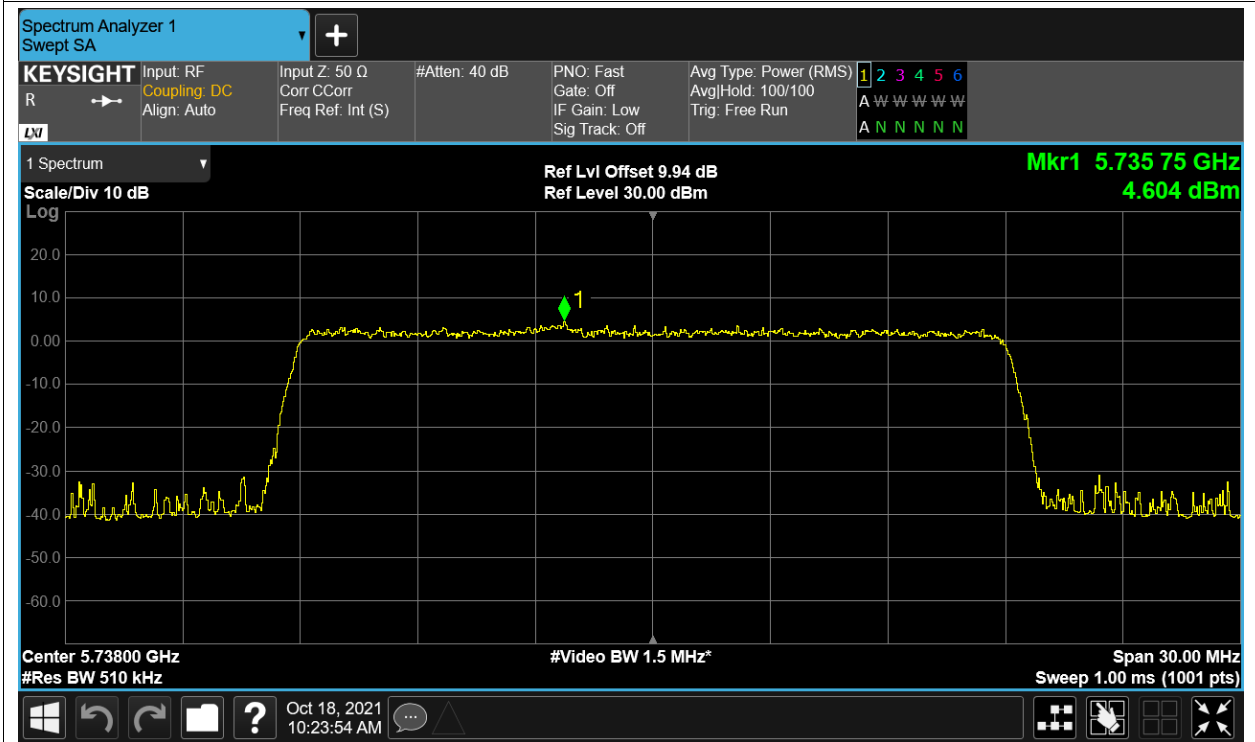 Spectrum Analyzer 1
Swept SA
+
KEYSIGHT Input: RF Input Z: 50 Ω #Atten: 40 dB PNO: Fast Avg Type: Power (RMS) 1 2 3 4 5 6
R Coupling: DC Corr CCorr Gate: Off Avg|Hold: 100/100 A W W W W W
Align: Auto Freq Ref: Int (S) IF Gain: Low Trig: Free Run
LXI Sig Track: Off A N N N N N
1 Spectrum Ref Lvl Offset 9.94 dB Mkr1 5.735 75 GHz
Scale/Div 10 dB Ref Level 30.00 dBm 4.604 dBm
Log
20.0
10.0
1
0.00
-10.0
-20.0
-30.0
-40.0
-50.0
-60.0
Center 5.73800 GHz #Video BW 1.5 MHz* Span 30.00 MHz
#Res BW 510 kHz Sweep 1.00 ms (1001 pts)
? Oct 18, 2021
10:23:54 AM